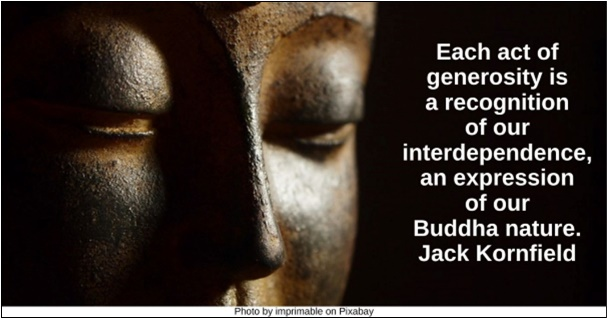 Each act of
generosity is
a recognition
of our
interdependence,
an expression
of our
Buddha nature.
Jack Kornfield
Photo by imprimable on Pixabay